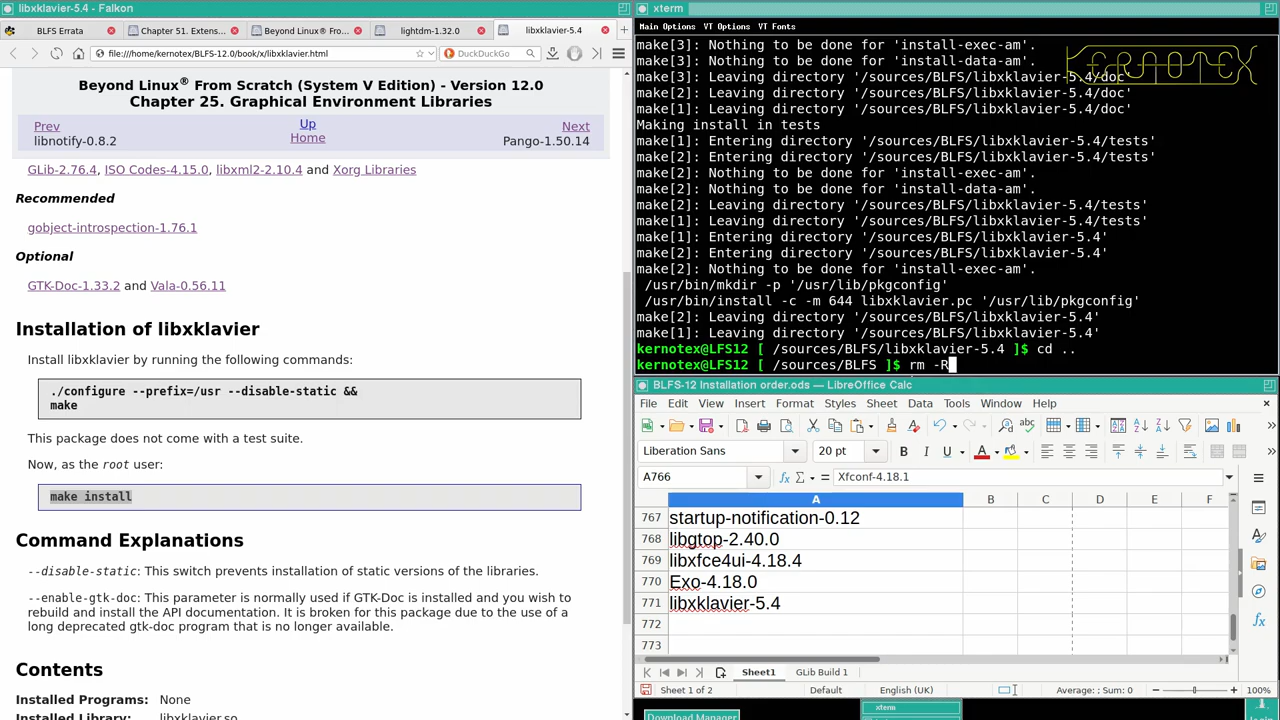 libxklavier-5.4 - Falkon
BLFS Errata
Chapter 51. Extens...
Beyond Linux® Fro...
lightdm-1.32.0
libxklavier-5.4
file:///home/kernotex/BLFS-12.0/book/x/libxklavier.html
DuckDuckGo
Beyond Linux® From Scratch (System V Edition) - Version 12.0
Chapter 25. Graphical Environment Libraries
Prev
Up
Next
libnotify-0.8.2
Home
Pango-1.50.14
GLib-2.76.4, ISO Codes-4.15.0, libxml2-2.10.4 and Xorg Libraries
Recommended
gobject-introspection-1.76.1
Optional
GTK-Doc-1.33.2 and Vala-0.56.11
Installation of libxklavier
Install libxklavier by running the following commands:
./configure --prefix=/usr --disable-static &&
make
This package does not come with a test suite.
Now, as the root user:
make install
Command Explanations
--disable-static: This switch prevents installation of static versions of the libraries.
--enable-gtk-doc: This parameter is normally used if GTK-Doc is installed and you wish to
rebuild and install the API documentation. It is broken for this package due to the use of a
long deprecated gtk-doc program that is no longer available.
Contents
Installed Programs: None
Installed Library: libxklavier.so
xterm
Main Options VT Options VT Fonts
KERNOTEX
make[3]: Nothing to be done for 'install-exec-am'.
make[3]: Nothing to be done for 'install-data-am'.
make[3]: Leaving directory '/sources/BLFS/libxklavier-5.4/doc'
make[2]: Leaving directory '/sources/BLFS/libxklavier-5.4/doc'
make[1]: Leaving directory '/sources/BLFS/libxklavier-5.4/doc'
Making install in tests
make[1]: Entering directory '/sources/BLFS/libxklavier-5.4/tests'
make[2]: Entering directory '/sources/BLFS/libxklavier-5.4/tests'
make[2]: Nothing to be done for 'install-exec-am'.
make[2]: Nothing to be done for 'install-data-am'.
make[2]: Leaving directory '/sources/BLFS/libxklavier-5.4/tests'
make[1]: Leaving directory '/sources/BLFS/libxklavier-5.4/tests'
make[1]: Entering directory '/sources/BLFS/libxklavier-5.4'
make[2]: Entering directory '/sources/BLFS/libxklavier-5.4'
make[2]: Nothing to be done for 'install-exec-am'.
/usr/bin/mkdir -p '/usr/lib/pkgconfig'
/usr/bin/install -c -m 644 libxklavier.pc '/usr/lib/pkgconfig'
make[2]: Leaving directory '/sources/BLFS/libxklavier-5.4'
make[1]: Leaving directory '/sources/BLFS/libxklavier-5.4'
kernotex@LFS12 [ /sources/BLFS/libxklavier-5.4 ]$ cd ..
kernotex@LFS12 [ /sources/BLFS ]$ rm -R
BLFS-12 Installation order.ods — LibreOffice Calc
File Edit View Insert Format Styles Sheet Data Tools Window Help
Liberation Sans
20 pt
A766
Xfconf-4.18.1
A B C D E F
767 startup-notification-0.12
768 libgtop-2.40.0
769 libxfce4ui-4.18.4
770 Exo-4.18.0
771 libxklavier-5.4
772
773
Sheet1
GLib Build 1
Sheet 1 of 2
Default
English (UK)
Average: ; Sum: 0
100%
Download Manager
xterm